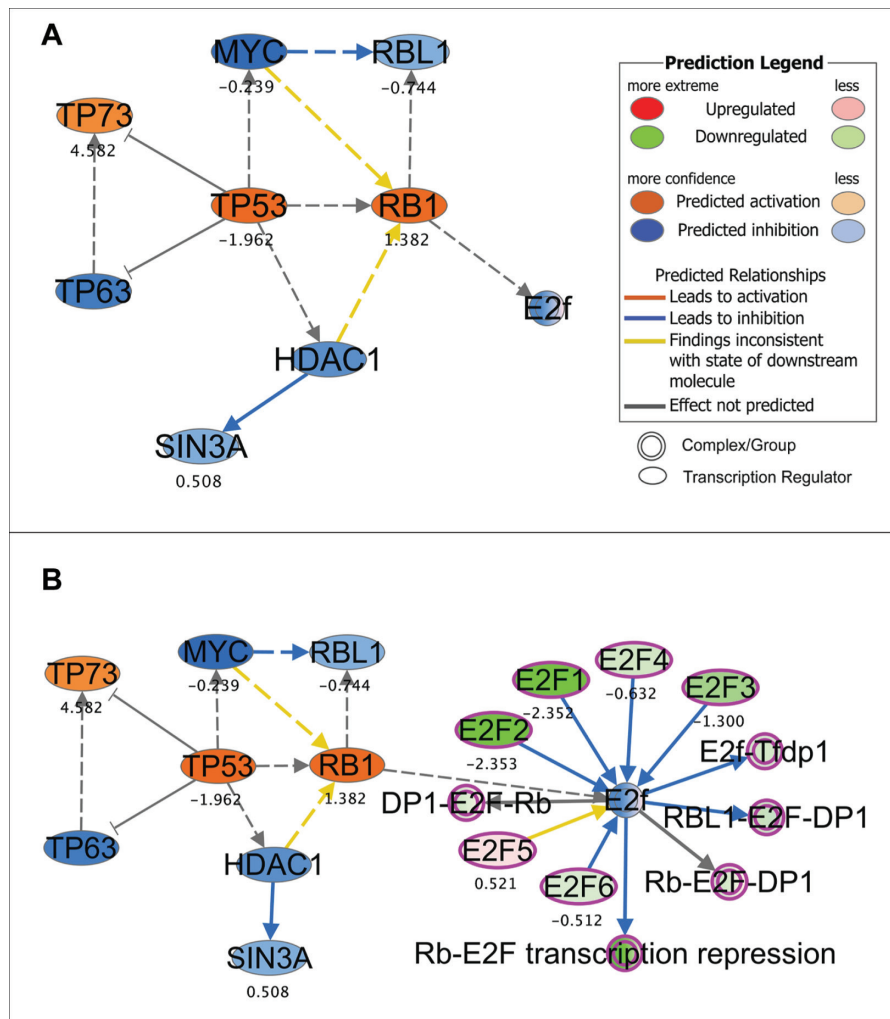 A
MYC
-0.239
RBL1
-0.744
TP73
4.582
TP53
-1.962
RB1
1.382
TP63
E2f
HDAC1
SIN3A
0.508
Prediction Legend
more extreme less
Upregulated
Downregulated
more confidence less
Predicted activation
Predicted inhibition
Predicted Relationships
Leads to activation
Leads to inhibition
Findings inconsistent
with state of downstream
molecule
Effect not predicted
Complex/Group
Transcription Regulator
B
MYC
-0.239
RBL1
-0.744
TP73
4.582
TP53
-1.962
RB1
1.382
TP63
HDAC1
SIN3A
0.508
E2F4
-0.632
E2F1
-2.352
E2F3
-1.300
E2F2
-2.353
E2f-Tfdp1
E2f
DP1-E2F-Rb
RBL1-E2F-DP1
E2F5
0.521
E2F6
-0.512
Rb-E2F-DP1
Rb-E2F transcription repression